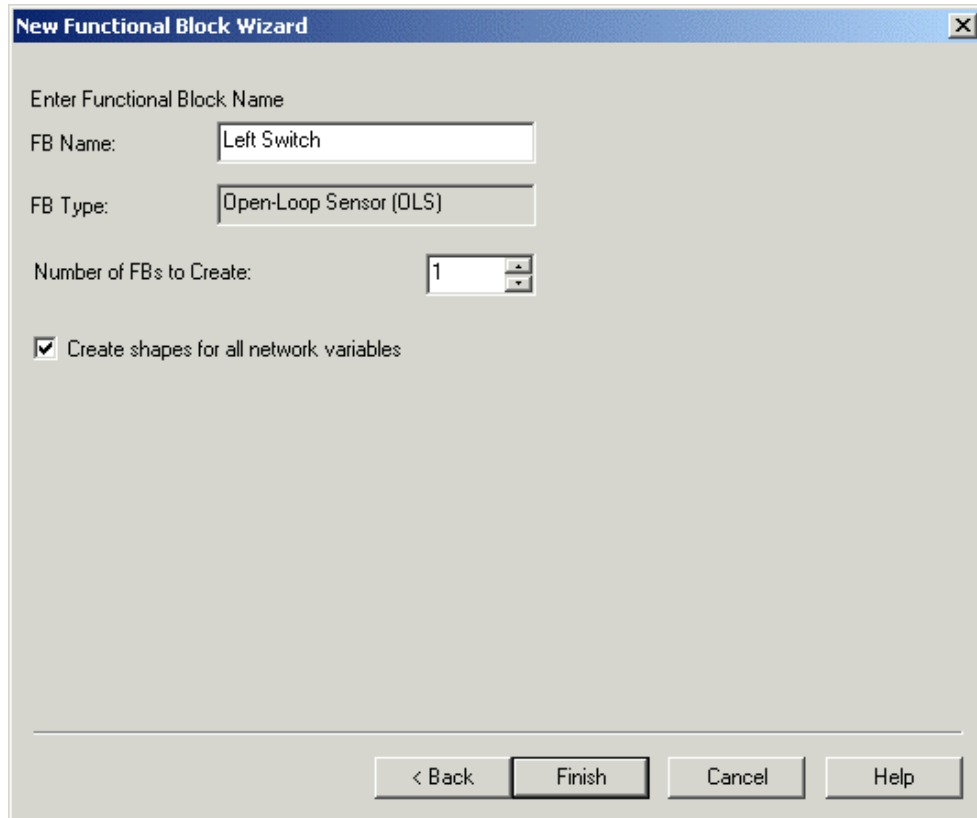 New Functional Block Wizard
Enter Functional Block Name
FB Name: Left Switch
FB Type: Open-Loop Sensor (OLS)
Number of FBs to Create: 1
Create shapes for all network variables
< Back Finish Cancel Help